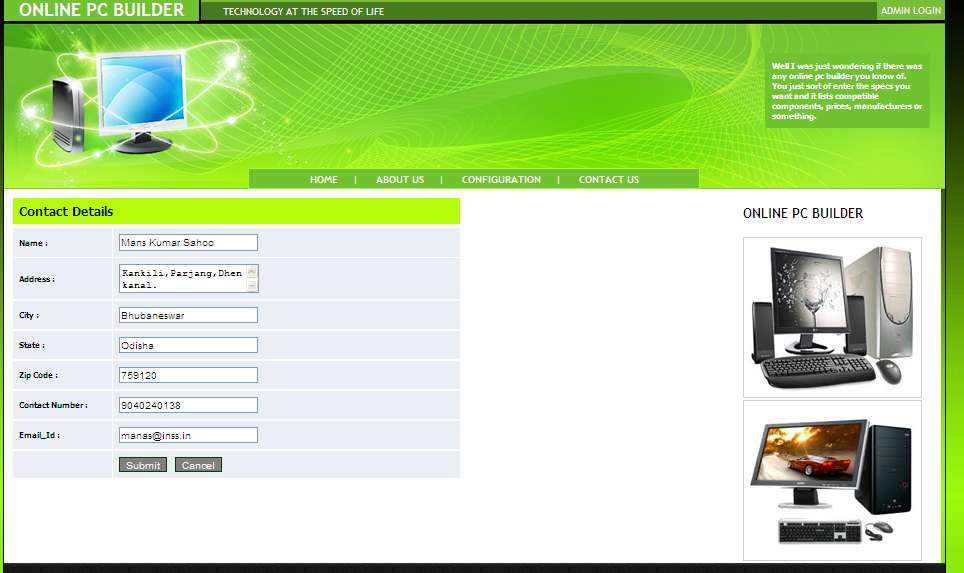 ONLINE PC BUILDER
TECHNOLOGY AT THE SPEED OF LIFE
ADMIN LOGIN
Well I was just wondering if there was
any online pc builder you know of.
You just sort of enter the specs you
want and it lists compatible
components, prices, manufacturers or
something.
HOME | ABOUT US | CONFIGURATION | CONTACT US
Contact Details
Name : Mans Kumar Sahoo
Address : Kankili,Parjang,Dhen
kanal.
City : Bhubaneswar
State : Odisha
Zip Code : 759120
Contact Number : 9040240138
Email_Id : manas@inss.in
Submit Cancel
ONLINE PC BUILDER